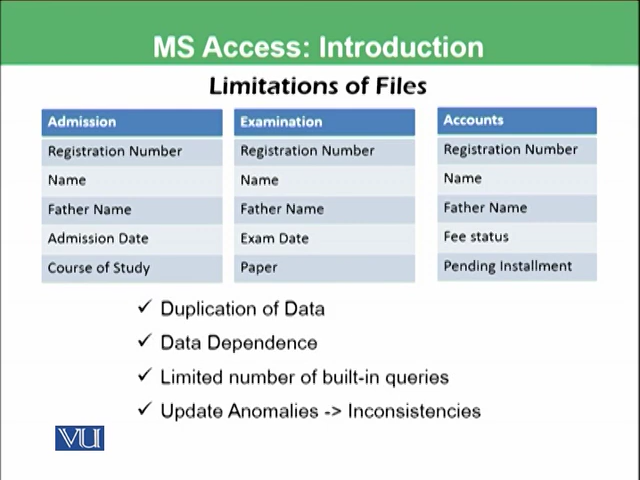 MS Access: Introduction
Limitations of Files
Admission
Registration Number
Name
Father Name
Admission Date
Course of Study
Examination
Registration Number
Name
Father Name
Exam Date
Paper
Accounts
Registration Number
Name
Father Name
Fee status
Pending Installment
✓ Duplication of Data
✓ Data Dependence
✓ Limited number of built-in queries
✓ Update Anomalies -> Inconsistencies
VU